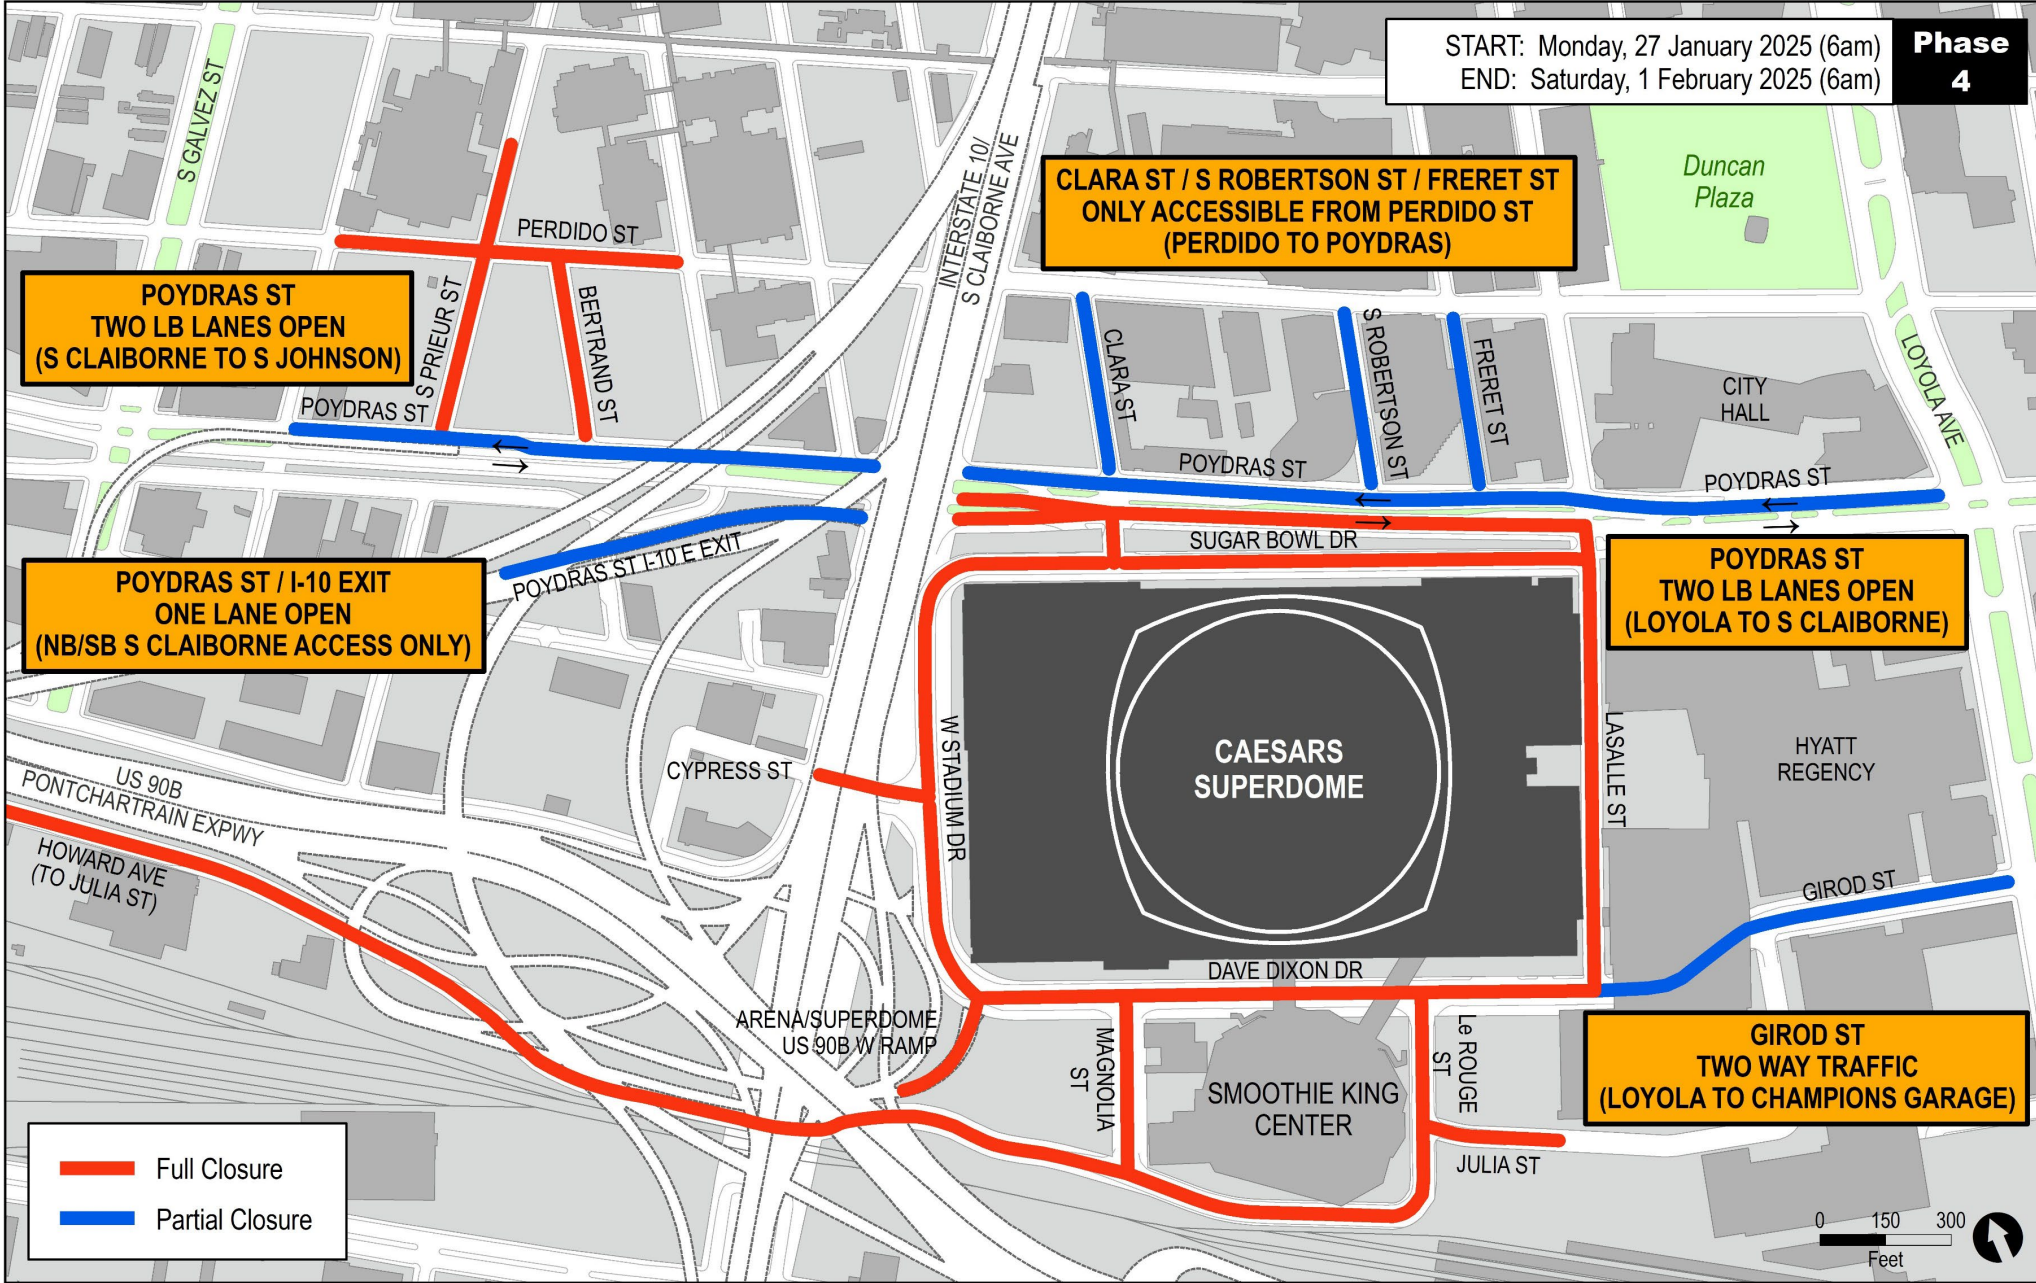 START: Monday, 27 January 2025 (6am)
END: Saturday, 1 February 2025 (6am)
Phase
4
S GALVEZ ST
INTERSTATE 10/
S CLAIBORNE AVE
Duncan
Plaza
CLARA ST / S ROBERTSON ST / FRERET ST
ONLY ACCESSIBLE FROM PERDIDO ST
(PERDIDO TO POYDRAS)
PERDIDO ST
POYDRAS ST
TWO LB LANES OPEN
(S CLAIBORNE TO S JOHNSON)
S PRIEUR ST
BERTRAND ST
CLARA ST
S ROBERTSON ST
FRERET ST
CITY
HALL
LOYOLA AVE
POYDRAS ST
POYDRAS ST
POYDRAS ST
SUGAR BOWL DR
POYDRAS ST I-10 E EXIT
POYDRAS ST / I-10 EXIT
ONE LANE OPEN
(NB/SB S CLAIBORNE ACCESS ONLY)
POYDRAS ST
TWO LB LANES OPEN
(LOYOLA TO S CLAIBORNE)
W STADIUM DR
CAESARS
SUPERDOME
LASALLE ST
HYATT
REGENCY
CYPRESS ST
US 90B
PONTCHARTRAIN EXPWY
HOWARD AVE
(TO JULIA ST)
GIROD ST
DAVE DIXON DR
ARENA/SUPERDOME
US 90B W RAMP
MAGNOLIA
ST
Le ROUGE
ST
SMOOTHIE KING
CENTER
GIROD ST
TWO WAY TRAFFIC
(LOYOLA TO CHAMPIONS GARAGE)
JULIA ST
Full Closure
Partial Closure
0 150 300
Feet